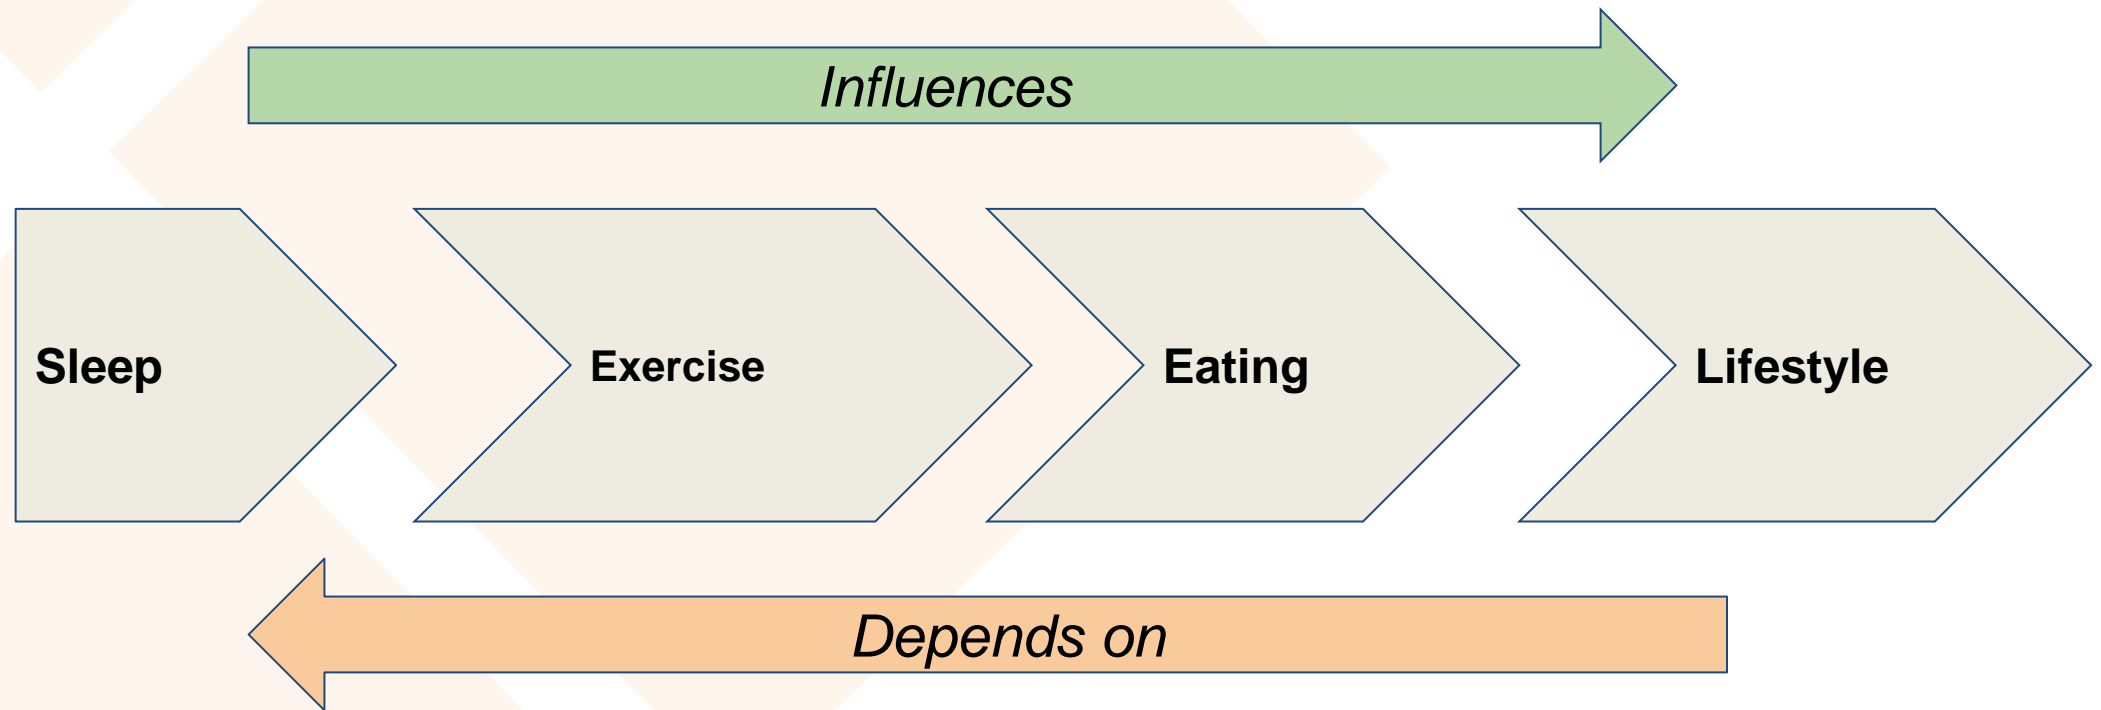 Influences
Sleep
Exercise
Eating
Lifestyle
Depends on